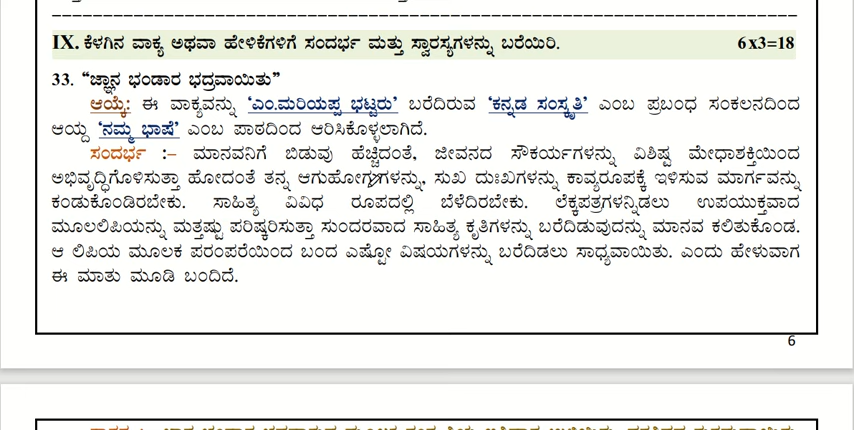 IX. ಕೆಳಗಿನ ವಾಕ್ಯ ಅಥವಾ ಹೇಳಿಕೆಗಳಿಗೆ ಸಂದರ್ಭ ಮತ್ತು ಸ್ವಾರಸ್ಯಗಳನ್ನು ಬರೆಯಿರಿ. 6x3=18
33. “ಜ್ಞಾನ ಭಂಡಾರ ಭದ್ರವಾಯಿತು”
ಆಯ್ಕೆ: ಈ ವಾಕ್ಯವನ್ನು ‘ಎಂ.ಮರಿಯಪ್ಪ ಭಟ್ಟರು’ ಬರೆದಿರುವ ‘ಕನ್ನಡ ಸಂಸ್ಕೃತಿ’ ಎಂಬ ಪ್ರಬಂಧ ಸಂಕಲನದಿಂದ
ಆಯ್ದ ‘ನಮ್ಮ ಭಾಷೆ’ ಎಂಬ ಪಾಠದಿಂದ ಆರಿಸಿಕೊಳ್ಳಲಾಗಿದೆ.
ಸಂದರ್ಭ :– ಮಾನವನಿಗೆ ಬಿಡುವು ಹೆಚ್ಚಿದಂತೆ, ಜೀವನದ ಸೌಕರ್ಯಗಳನ್ನು ವಿಶಿಷ್ಟ ಮೇಧಾಶಕ್ತಿಯಿಂದ
ಅಭಿವೃದ್ಧಿಗೊಳಿಸುತ್ತಾ ಹೋದಂತೆ ತನ್ನ ಆಗುಹೋಗುಗಳನ್ನು, ಸುಖ ದುಃಖಗಳನ್ನು ಕಾವ್ಯರೂಪಕ್ಕೆ ಇಳಿಸುವ ಮಾರ್ಗವನ್ನು
ಕಂಡುಕೊಂಡಿರಬೇಕು. ಸಾಹಿತ್ಯ ವಿವಿಧ ರೂಪದಲ್ಲಿ ಬೆಳೆದಿರಬೇಕು. ಲೆಕ್ಕಪತ್ರಗಳನ್ನಿಡಲು ಉಪಯುಕ್ತವಾದ
ಮೂಲಲಿಪಿಯನ್ನು ಮತ್ತಷ್ಟು ಪರಿಷ್ಕರಿಸುತ್ತಾ ಸುಂದರವಾದ ಸಾಹಿತ್ಯ ಕೃತಿಗಳನ್ನು ಬರೆದಿಡುವುದನ್ನು ಮಾನವ ಕಲಿತುಕೊಂಡ.
ಆ ಲಿಪಿಯ ಮೂಲಕ ಪರಂಪರೆಯಿಂದ ಬಂದ ಎಷ್ಟೋ ವಿಷಯಗಳನ್ನು ಬರೆದಿಡಲು ಸಾಧ್ಯವಾಯಿತು. ಎಂದು ಹೇಳುವಾಗ
ಈ ಮಾತು ಮೂಡಿ ಬಂದಿದೆ.
6